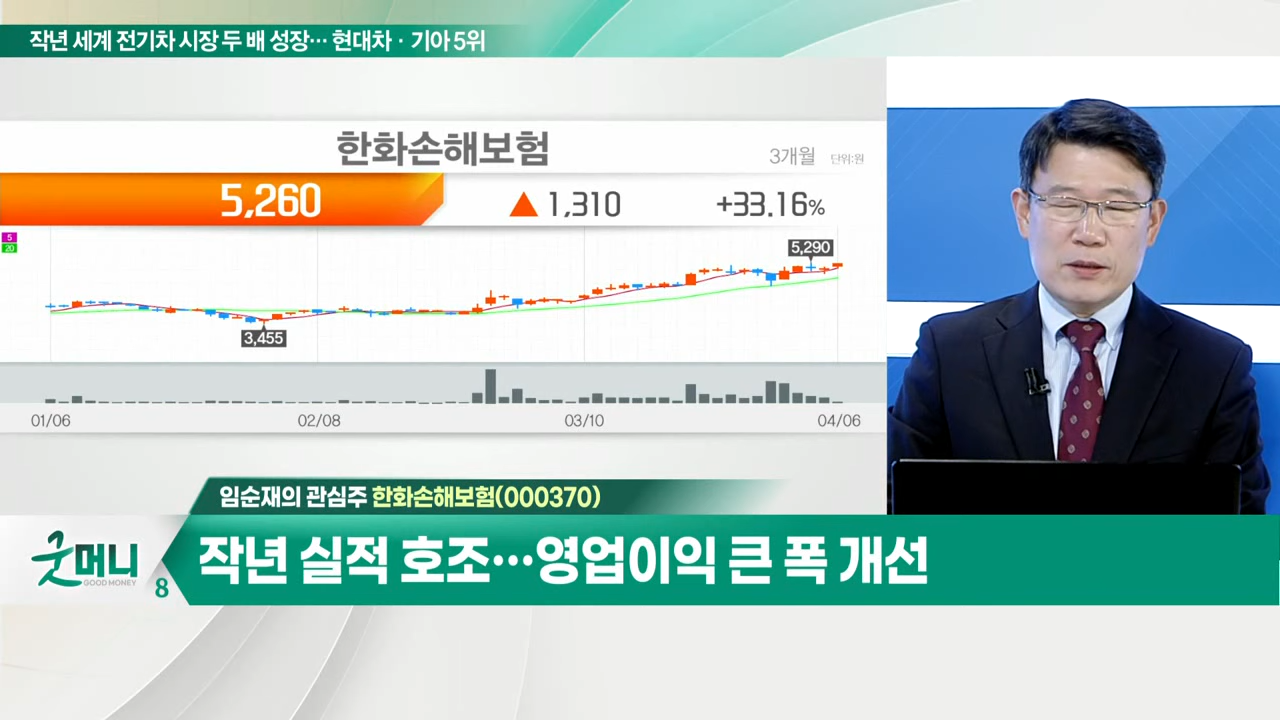 작년 세계 전기차 시장 두 배 성장… 현대차·기아 5위
한화손해보험
3개월 단위:원
5,260 ▲ 1,310 +33.16%
5
20
5,290
3,455
01/06 02/08 03/10 04/06
임순재의 관심주 한화손해보험(000370)
작년 실적 호조…영업이익 큰 폭 개선
굿머니
GOOD MONEY
8